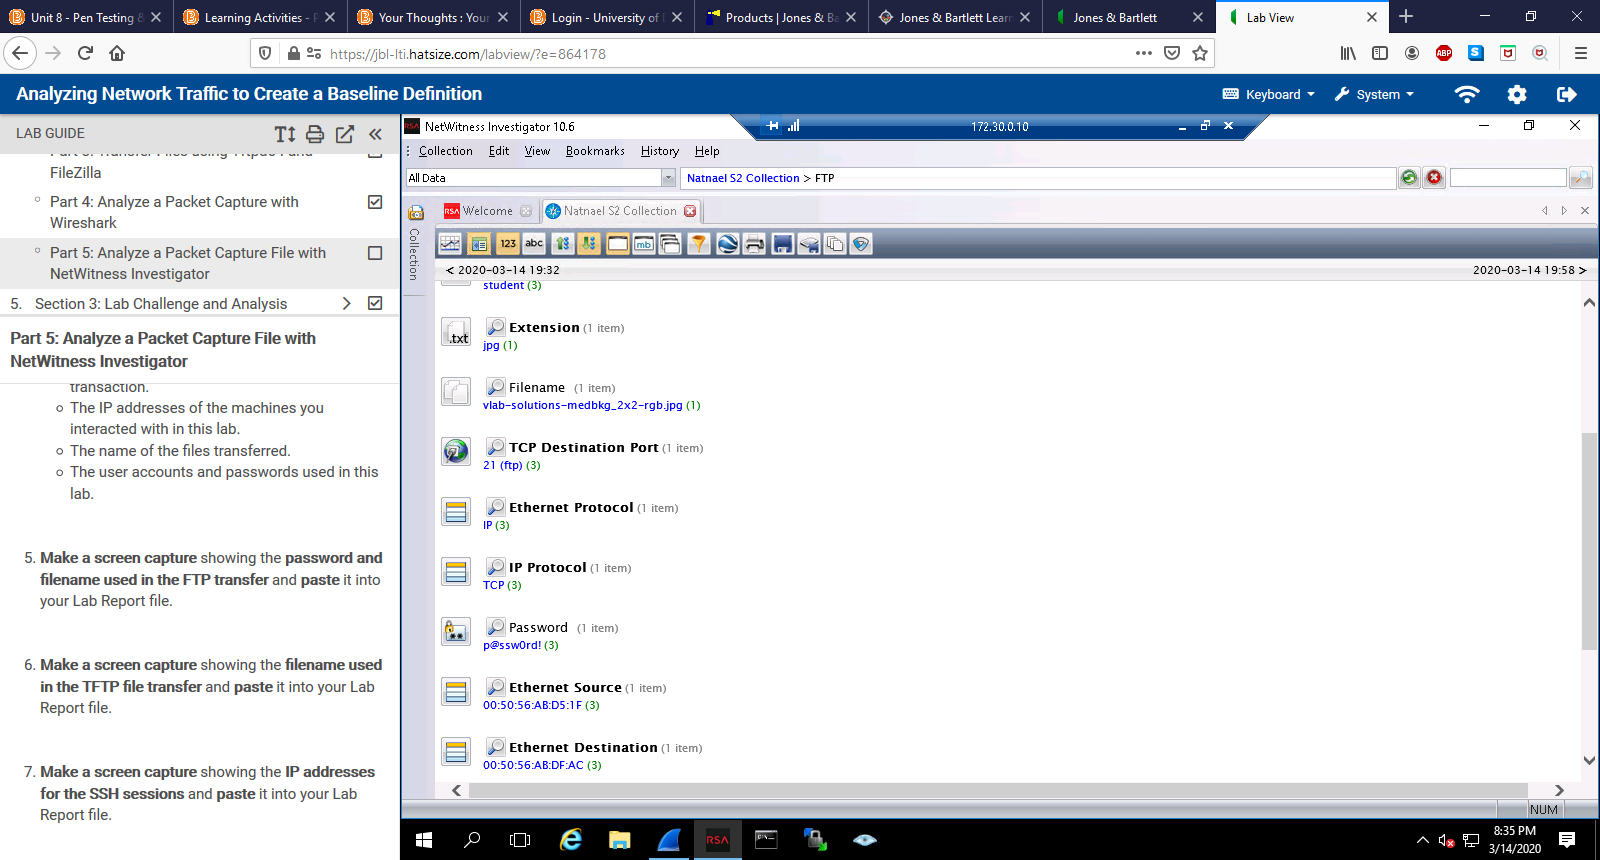 Unit 8 - Pen Testing &
Learning Activities - P
Your Thoughts : Your
Login - University of
Products | Jones & Ba
Jones & Bartlett Lear
Jones & Bartlett
Lab View
https://jbl-lti.hatsize.com/labview/?e=864178
ABP
S
Analyzing Network Traffic to Create a Baseline Definition
Keyboard
System
LAB GUIDE
FileZilla
Part 4: Analyze a Packet Capture with
Wireshark
Part 5: Analyze a Packet Capture File with
NetWitness Investigator
5. Section 3: Lab Challenge and Analysis
Part 5: Analyze a Packet Capture File with
NetWitness Investigator
transaction.
The IP addresses of the machines you
interacted with in this lab.
The name of the files transferred.
The user accounts and passwords used in this
lab.
5. Make a screen capture showing the password and
filename used in the FTP transfer and paste it into
your Lab Report file.
6. Make a screen capture showing the filename used
in the TFTP file transfer and paste it into your Lab
Report file.
7. Make a screen capture showing the IP addresses
for the SSH sessions and paste it into your Lab
Report file.
RSA NetWitness Investigator 10.6
172.30.0.10
Collection Edit View Bookmarks History Help
All Data
Natnael S2 Collection > FTP
Collection
RSA Welcome
Natnael S2 Collection
123
abc
mb
< 2020-03-14 19:32
2020-03-14 19:58 >
student (3)
.txt
Extension (1 item)
jpg (1)
Filename (1 item)
vlab-solutions-medbkg_2x2-rgb.jpg (1)
TCP Destination Port (1 item)
21 (ftp) (3)
Ethernet Protocol (1 item)
IP (3)
IP Protocol (1 item)
TCP (3)
Password (1 item)
p@ssw0rd! (3)
Ethernet Source (1 item)
00:50:56:AB:D5:1F (3)
Ethernet Destination (1 item)
00:50:56:AB:DF:AC (3)
NUM
RSA
8:35 PM
3/14/2020